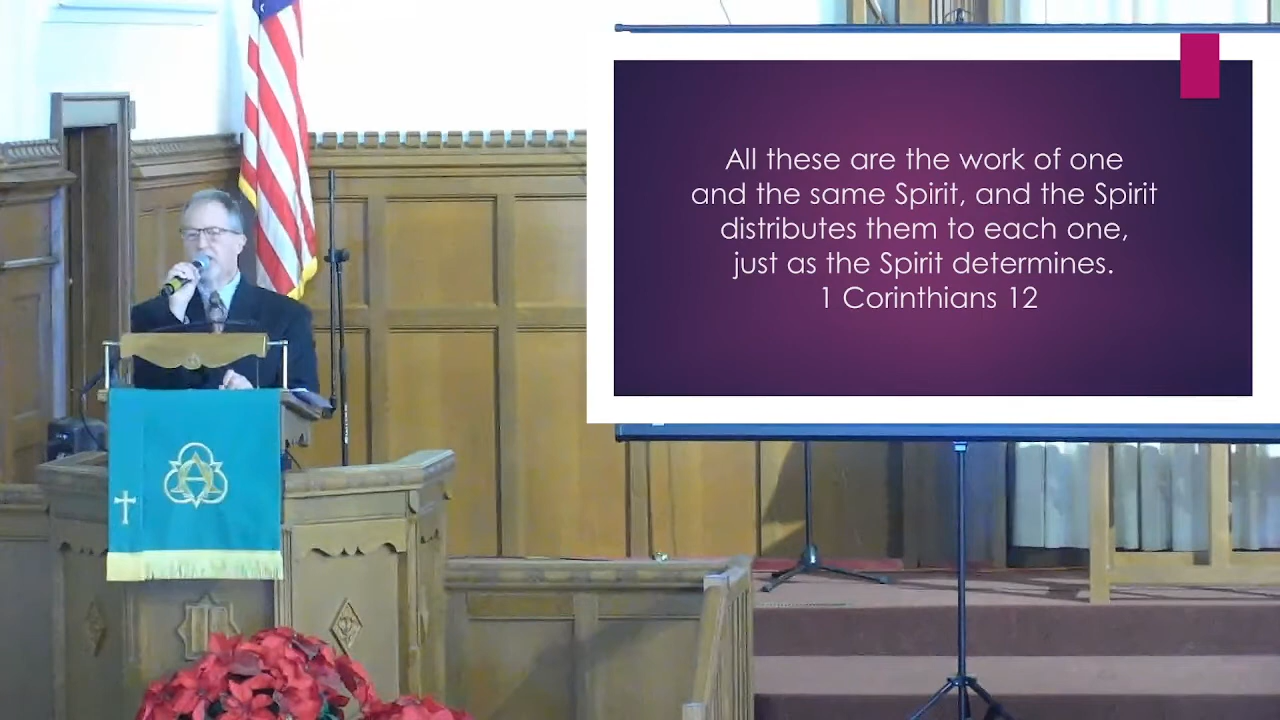 All these are the work of one
and the same Spirit, and the Spirit
distributes them to each one,
just as the Spirit determines.
1 Corinthians 12